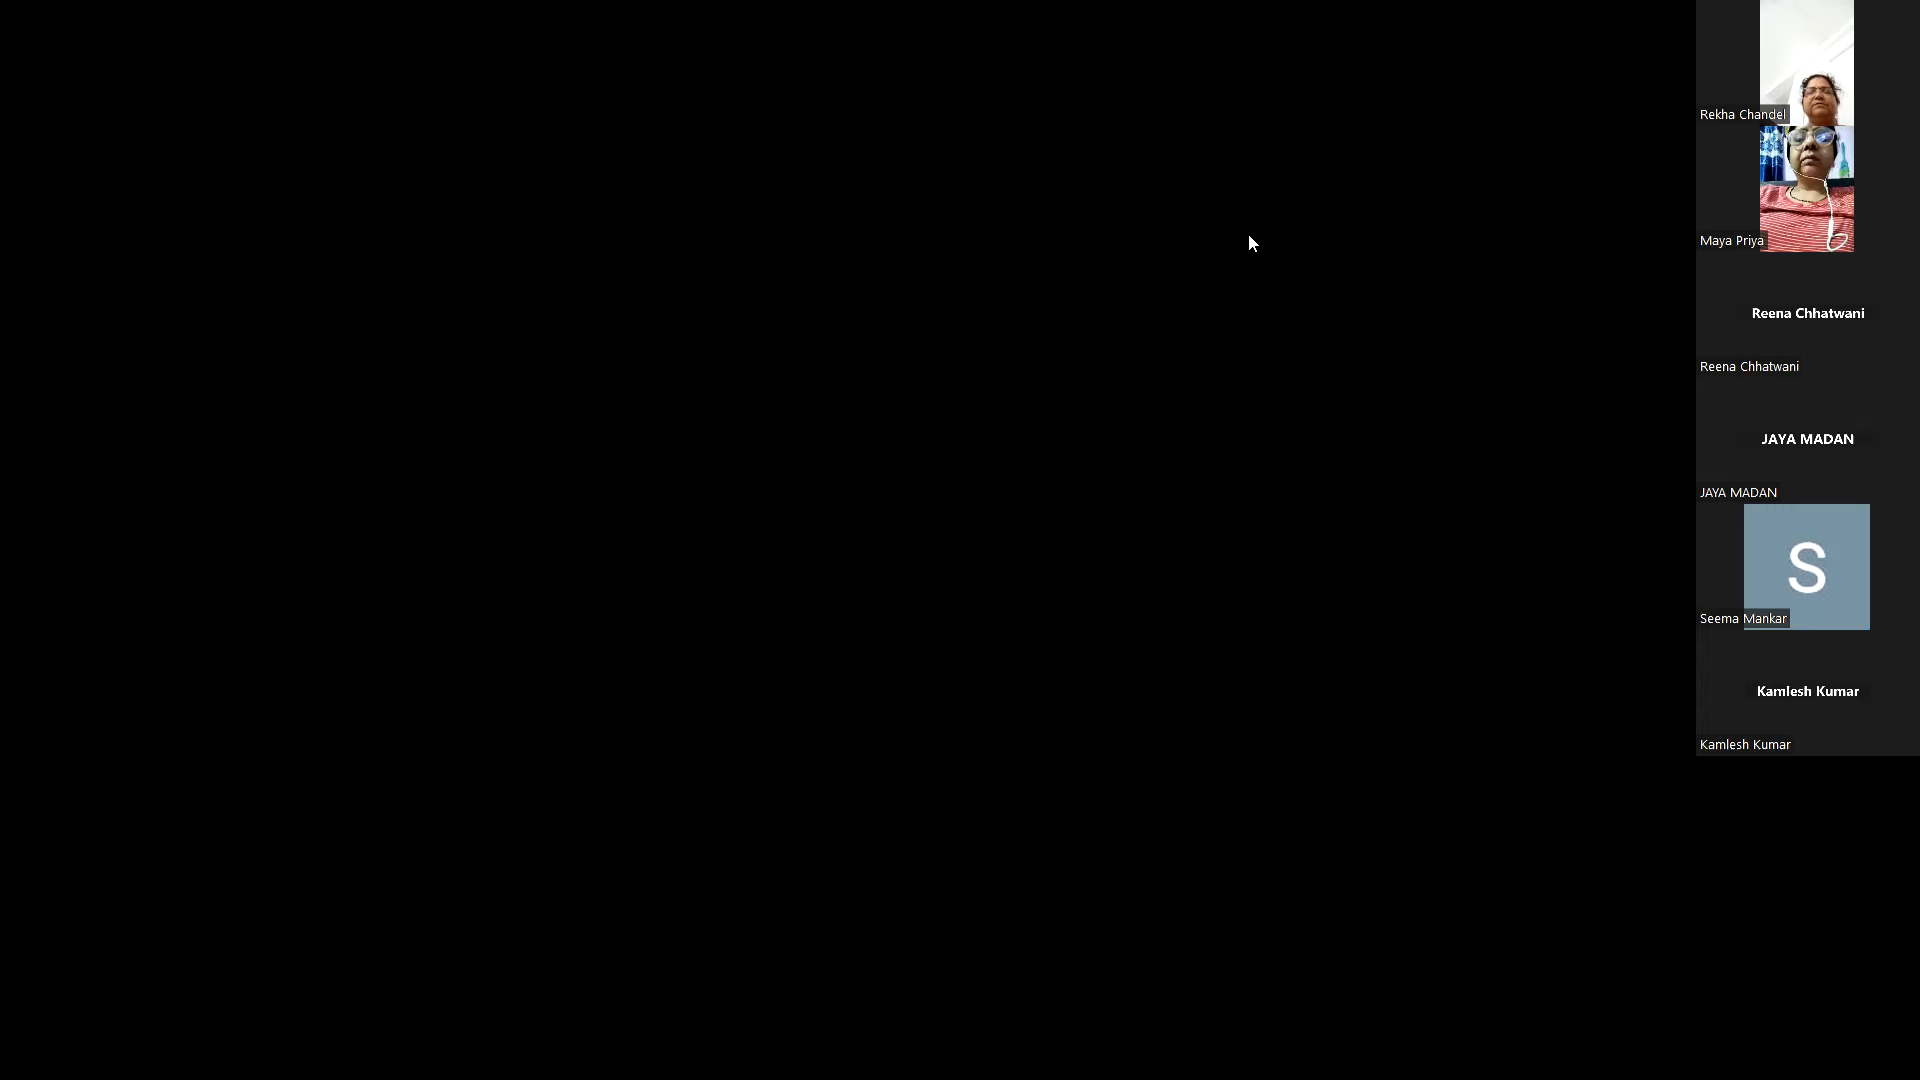 Rekha Chandel
Maya Priya
Reena Chhatwani
Reena Chhatwani
JAYA MADAN
JAYA MADAN
S
Seema Mankar
Kamlesh Kumar
Kamlesh Kumar